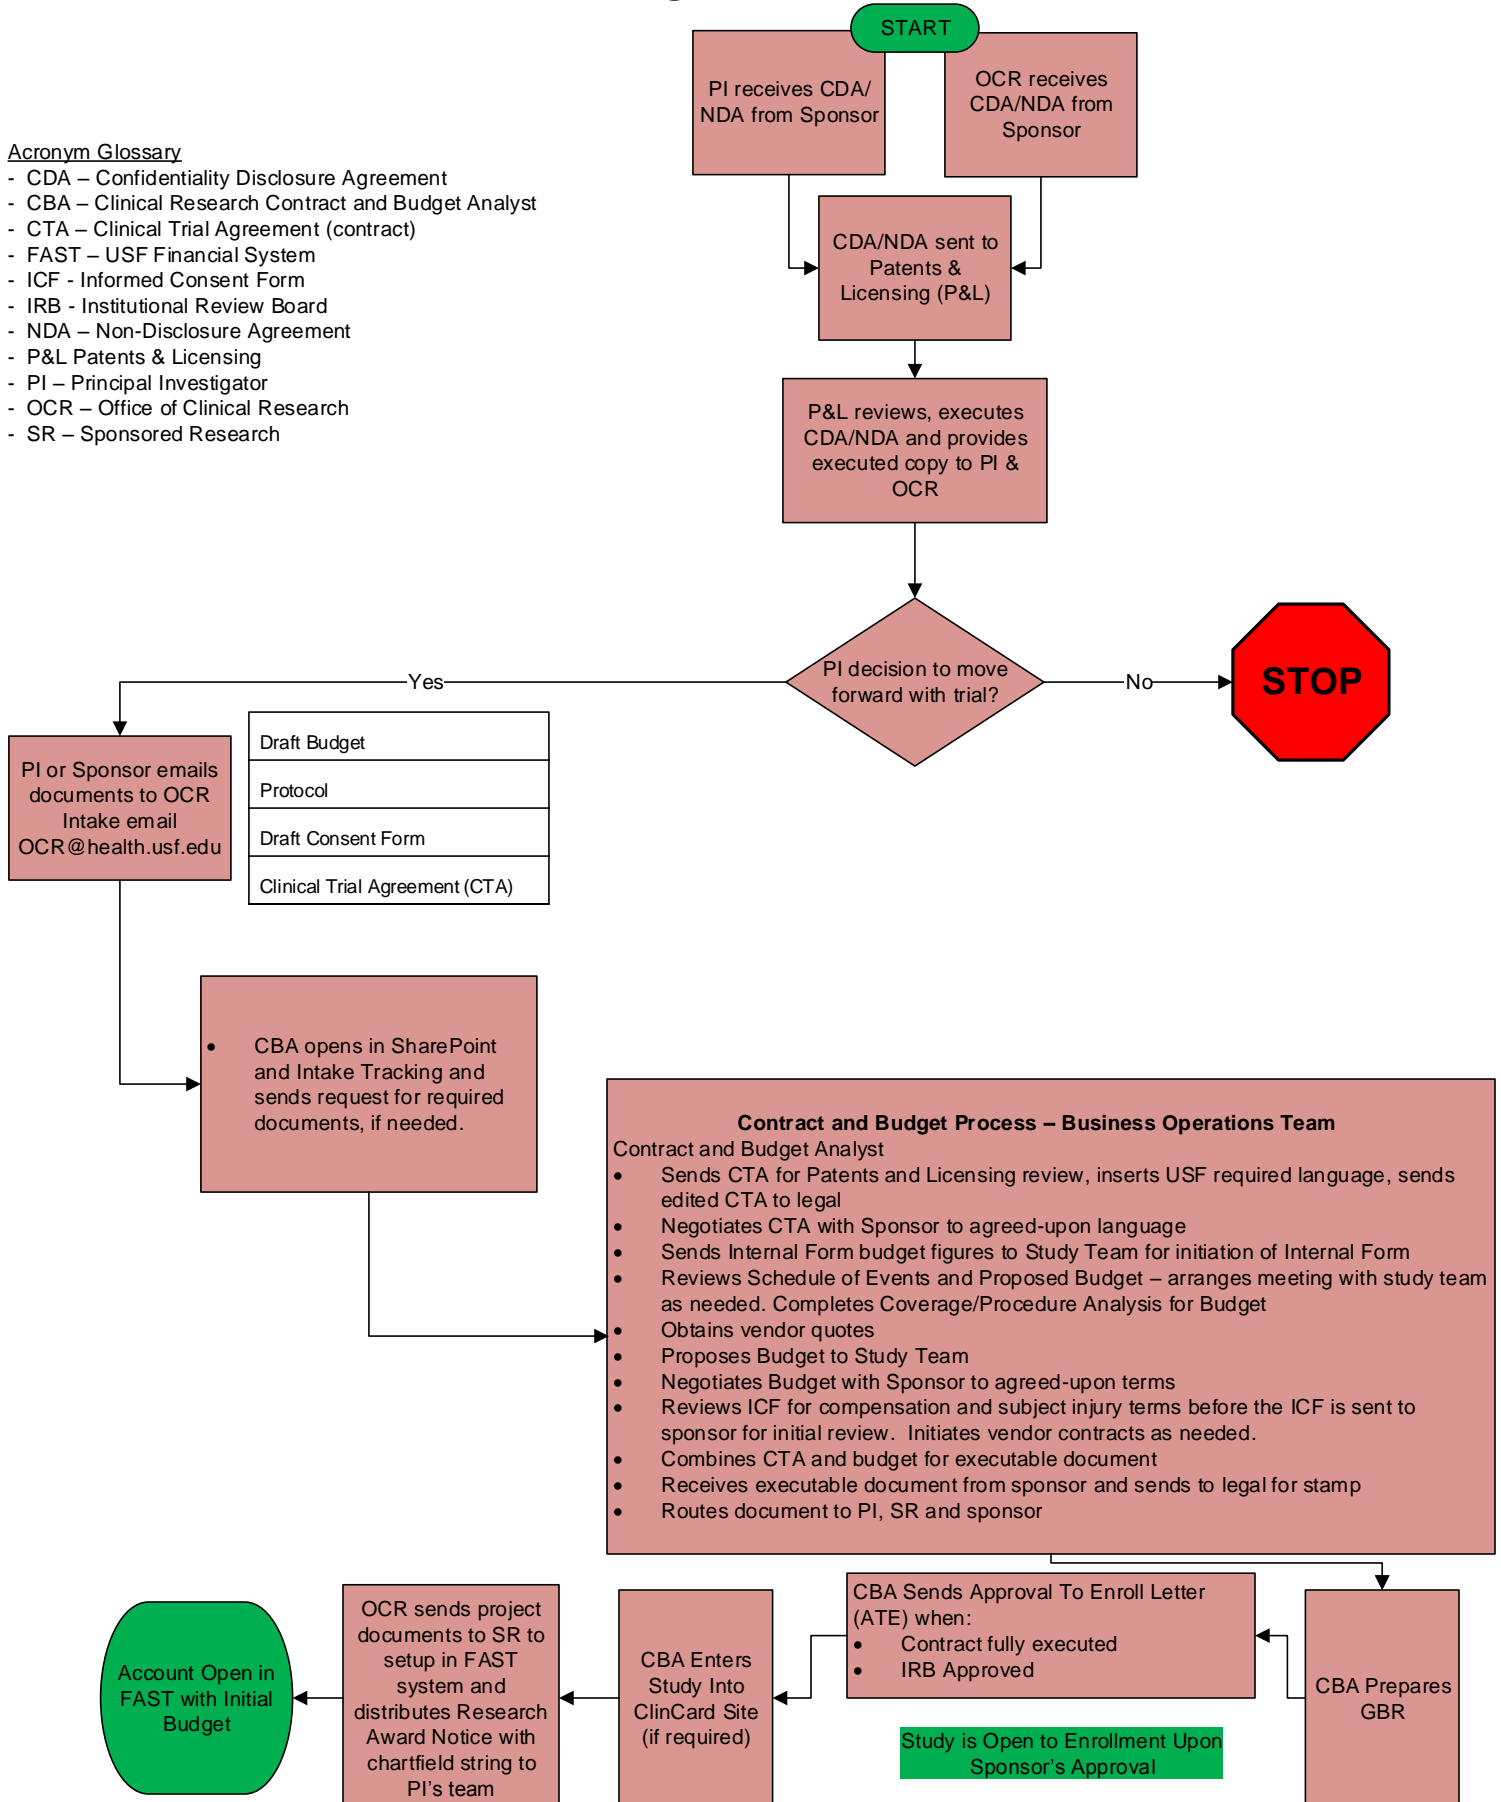 START
PI receives CDA/
NDA from Sponsor
OCR receives
CDA/NDA from
Sponsor
Acronym Glossary
- CDA – Confidentiality Disclosure Agreement
- CBA – Clinical Research Contract and Budget Analyst
- CTA – Clinical Trial Agreement (contract)
- FAST – USF Financial System
- ICF - Informed Consent Form
- IRB - Institutional Review Board
- NDA – Non-Disclosure Agreement
- P&L Patents & Licensing
- PI – Principal Investigator
- OCR – Office of Clinical Research
- SR – Sponsored Research
CDA/NDA sent to
Patents &
Licensing (P&L)
P&L reviews, executes
CDA/NDA and provides
executed copy to PI &
OCR
PI decision to move
forward with trial?
Yes
No
STOP
PI or Sponsor emails
documents to OCR
Intake email
OCR@health.usf.edu
Draft Budget
Protocol
Draft Consent Form
Clinical Trial Agreement (CTA)
• CBA opens in SharePoint
and Intake Tracking and
sends request for required
documents, if needed.
Contract and Budget Process – Business Operations Team
Contract and Budget Analyst
• Sends CTA for Patents and Licensing review, inserts USF required language, sends
edited CTA to legal
• Negotiates CTA with Sponsor to agreed-upon language
• Sends Internal Form budget figures to Study Team for initiation of Internal Form
• Reviews Schedule of Events and Proposed Budget – arranges meeting with study team
as needed. Completes Coverage/Procedure Analysis for Budget
• Obtains vendor quotes
• Proposes Budget to Study Team
• Negotiates Budget with Sponsor to agreed-upon terms
• Reviews ICF for compensation and subject injury terms before the ICF is sent to
sponsor for initial review. Initiates vendor contracts as needed.
• Combines CTA and budget for executable document
• Receives executable document from sponsor and sends to legal for stamp
• Routes document to PI, SR and sponsor
CBA Prepares
GBR
CBA Sends Approval To Enroll Letter
(ATE) when:
• Contract fully executed
• IRB Approved
Study is Open to Enrollment Upon
Sponsor's Approval
CBA Enters
Study Into
ClinCard Site
(if required)
OCR sends project
documents to SR to
setup in FAST
system and
distributes Research
Award Notice with
chartfield string to
PI's team
Account Open in
FAST with Initial
Budget